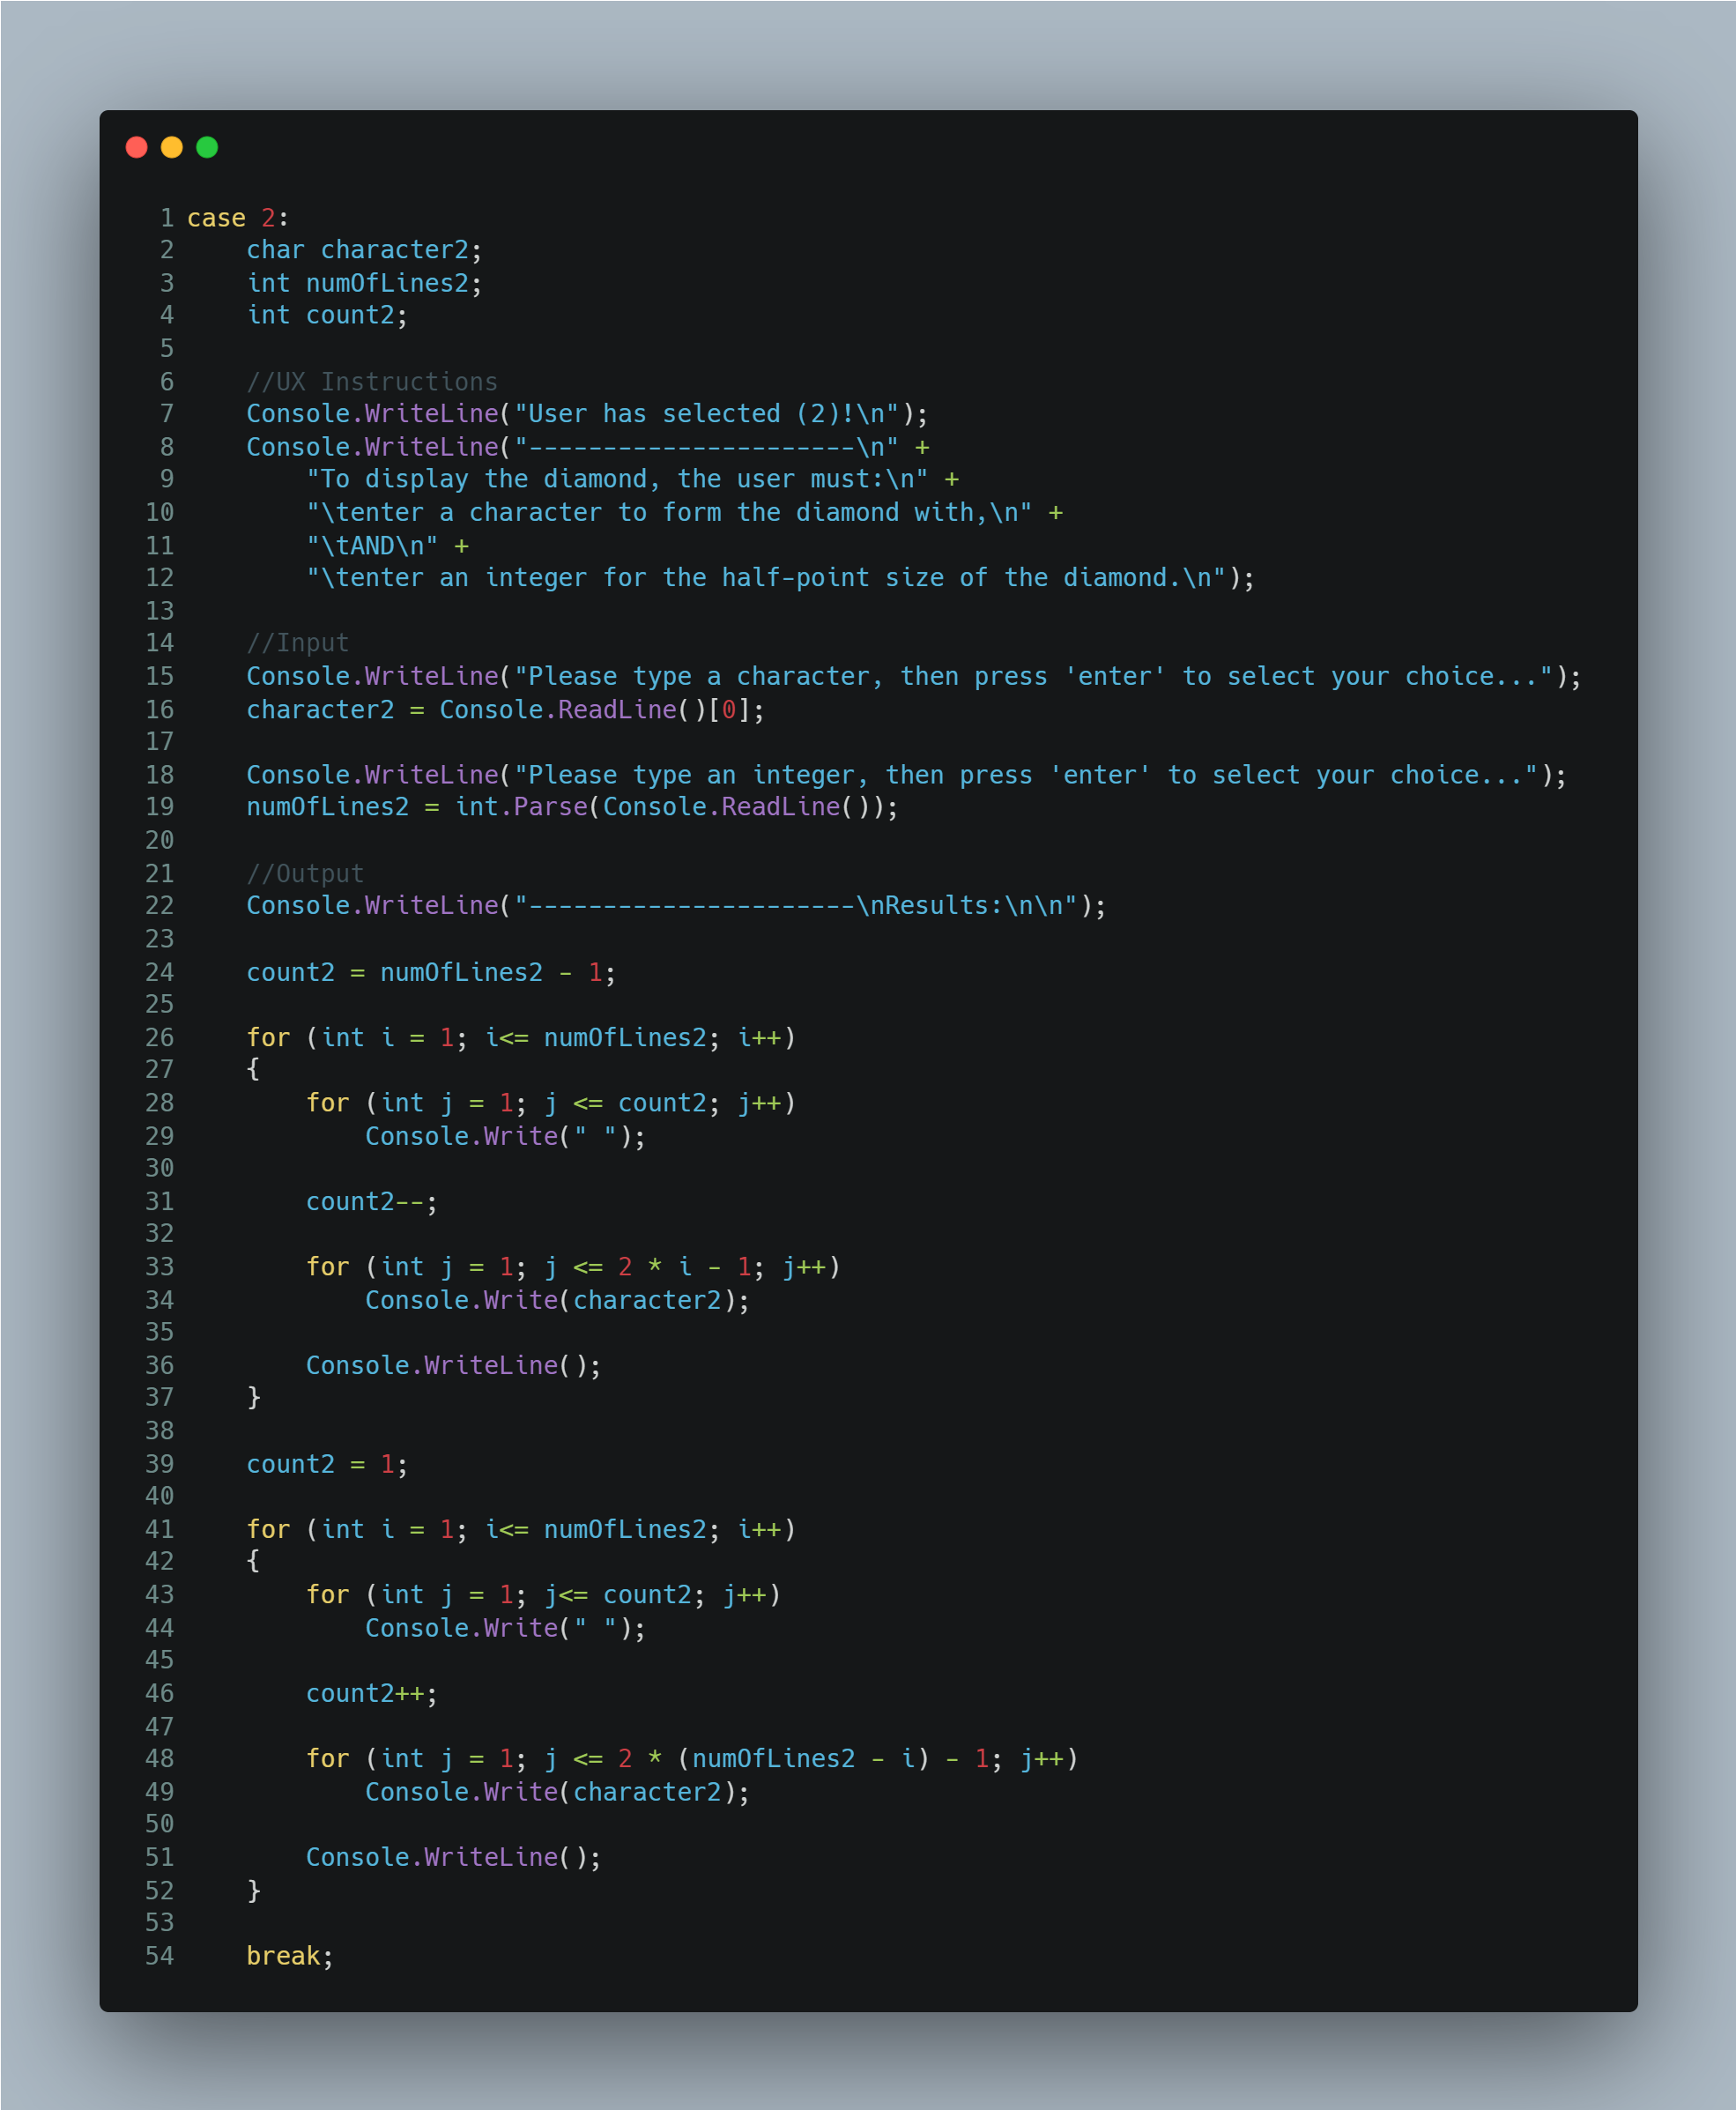 1 case 2:
2     char character2;
3     int numOfLines2;
4     int count2;
5
6     //UX Instructions
7     Console.WriteLine("User has selected (2)!\n");
8     Console.WriteLine("----------------------\n" +
9         "To display the diamond, the user must:\n" +
10         "\tenter a character to form the diamond with,\n" +
11         "\tAND\n" +
12         "\tenter an integer for the half-point size of the diamond.\n");
13
14     //Input
15     Console.WriteLine("Please type a character, then press 'enter' to select your choice...");
16     character2 = Console.ReadLine()[0];
17
18     Console.WriteLine("Please type an integer, then press 'enter' to select your choice...");
19     numOfLines2 = int.Parse(Console.ReadLine());
20
21     //Output
22     Console.WriteLine("----------------------\nResults:\n\n");
23
24     count2 = numOfLines2 - 1;
25
26     for (int i = 1; i<= numOfLines2; i++)
27     {
28         for (int j = 1; j <= count2; j++)
29             Console.Write(" ");
30
31         count2--;
32
33         for (int j = 1; j <= 2 * i - 1; j++)
34             Console.Write(character2);
35
36         Console.WriteLine();
37     }
38
39     count2 = 1;
40
41     for (int i = 1; i<= numOfLines2; i++)
42     {
43         for (int j = 1; j<= count2; j++)
44             Console.Write(" ");
45
46         count2++;
47
48         for (int j = 1; j <= 2 * (numOfLines2 - i) - 1; j++)
49             Console.Write(character2);
50
51         Console.WriteLine();
52     }
53
54     break;